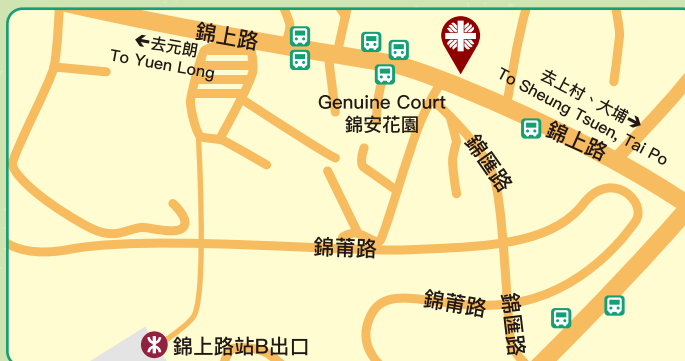 錦上路
←去元朗
To Yuen Long
Genuine Court
錦安花園
去上村、大埔→
To Sheung Tsuen, Tai Po
錦上路
錦匯路
錦莆路
錦莆路
錦匯路
錦上路站B出口